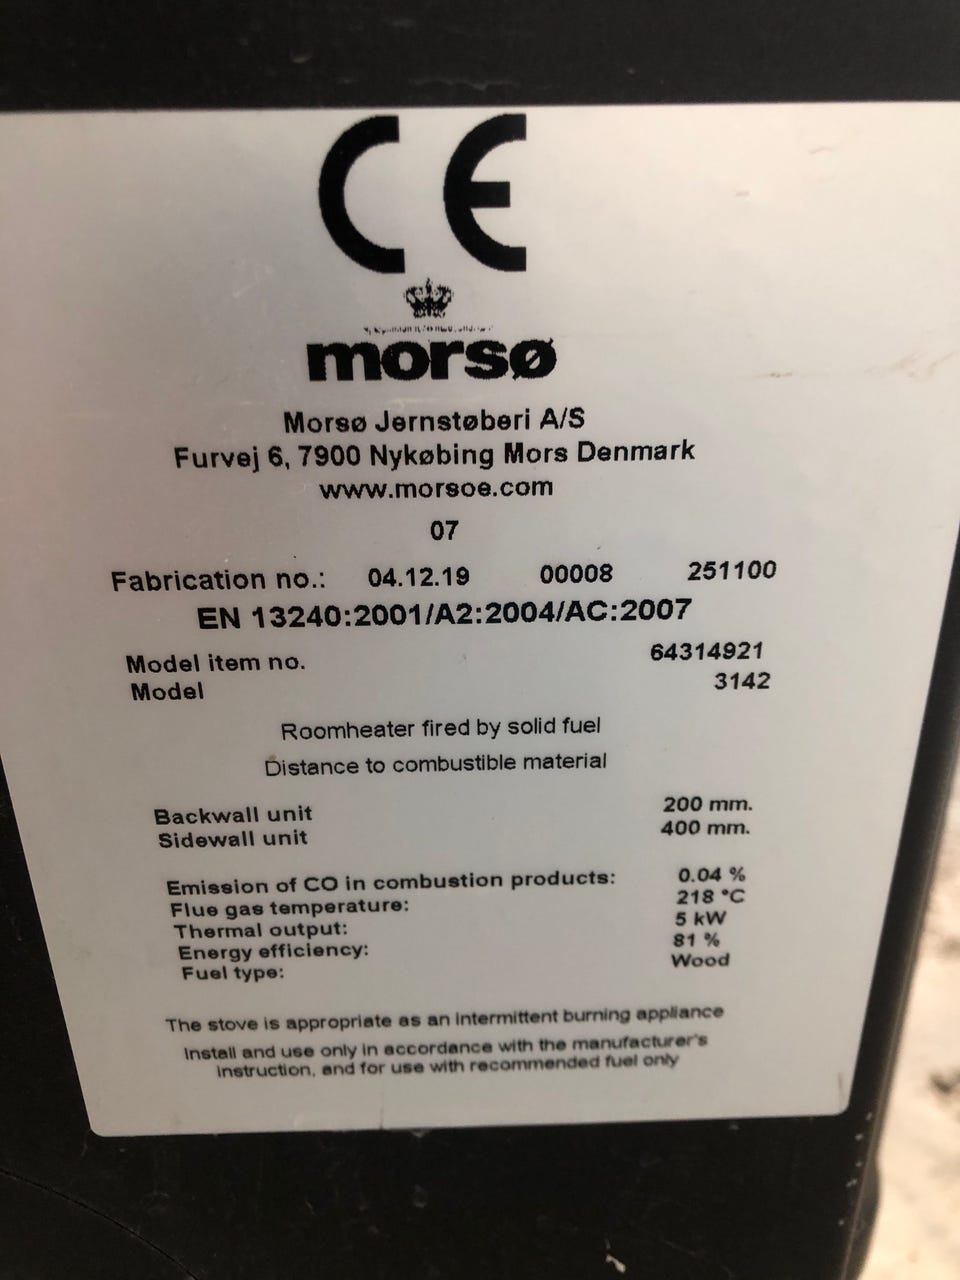 CE
morsø
Morsø Jernstøberi A/S
Furvej 6, 7900 Nykøbing Mors Denmark
www.morsoe.com
07
Fabrication no.: 04.12.19 00008 251100
EN 13240:2001/A2:2004/AC:2007
Model item no. 64314921
Model 3142
Roomheater fired by solid fuel
Distance to combustible material
Backwall unit 200 mm.
Sidewall unit 400 mm.
Emission of CO in combustion products: 0.04 %
Flue gas temperature: 218 °C
Thermal output: 5 kW
Energy efficiency: 81 %
Fuel type: Wood
The stove is appropriate as an intermittent burning appliance
Install and use only in accordance with the manufacturer's
instruction, and for use with recommended fuel only